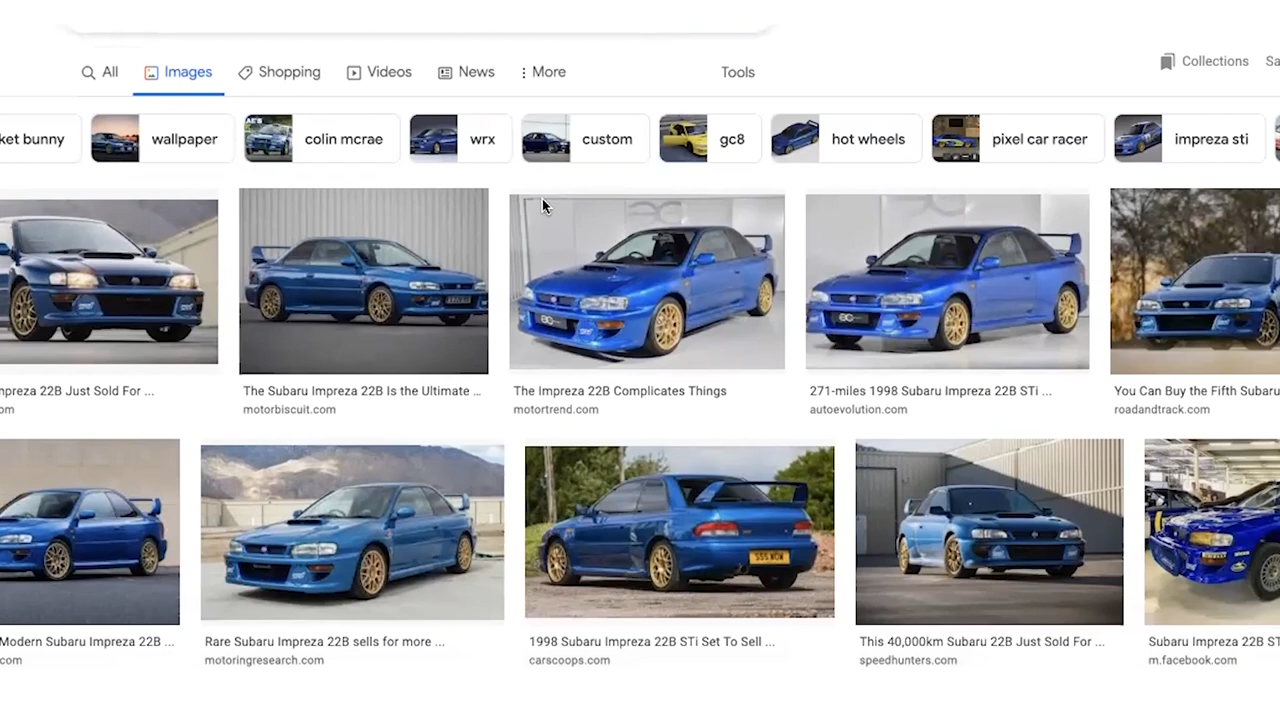 All
Images
Shopping
Videos
News
More
Tools
Collections
Sa
ket bunny
wallpaper
colin mcrae
wrx
custom
gc8
hot wheels
pixel car racer
impreza sti
mpreza 22B Just Sold For ...
om
The Subaru Impreza 22B Is the Ultimate ...
motorbiscuit.com
The Impreza 22B Complicates Things
motortrend.com
271-miles 1998 Subaru Impreza 22B STi ...
autoevolution.com
You Can Buy the Fifth Subaru
roadandtrack.com
Modern Subaru Impreza 22B ...
com
Rare Subaru Impreza 22B sells for more ...
motoringresearch.com
S55 WOW
1998 Subaru Impreza 22B STi Set To Sell ...
carscoops.com
This 40,000km Subaru 22B Just Sold For ...
speedhunters.com
Subaru Impreza 22B ST
m.facebook.com